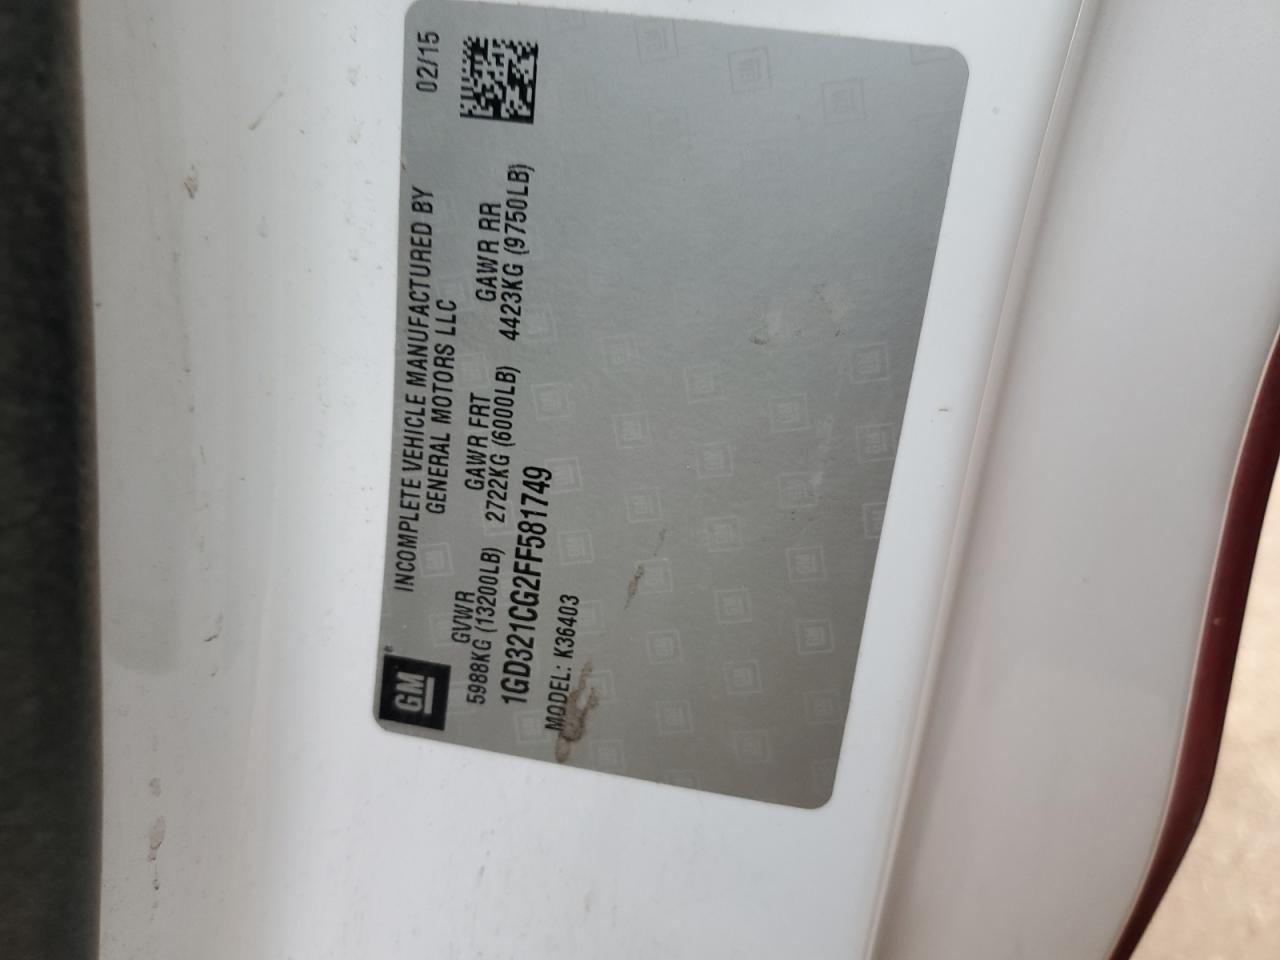 GM
INCOMPLETE VEHICLE MANUFACTURED BY 02/15
GENERAL MOTORS LLC
GVWR GAWR FRT GAWR RR
5988KG (13200LB) 2722KG (6000LB) 4423KG (9750LB)
1GD321CG2FF581749
MODEL: K36403